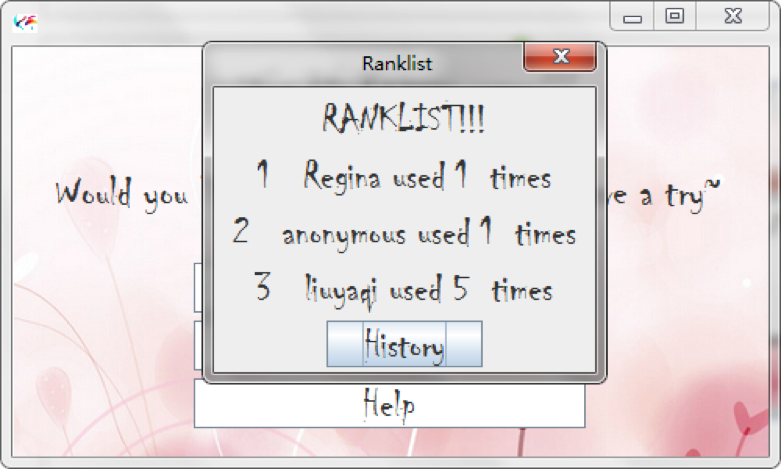 Ranklist
RANKLIST!!!
1 Regina used 1 times
Would you
a try~
2 anonymous used 1 times
3 liuyaqi used 5 times
History
Help